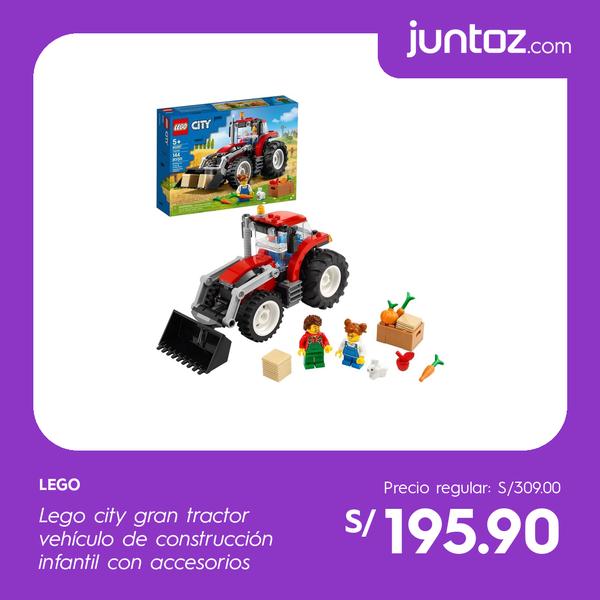 juntoz.com
LEGO CITY
5+
144
LEGO
Precio regular: S/309.00
Lego city gran tractor
vehículo de construcción
infantil con accesorios
S/195.90